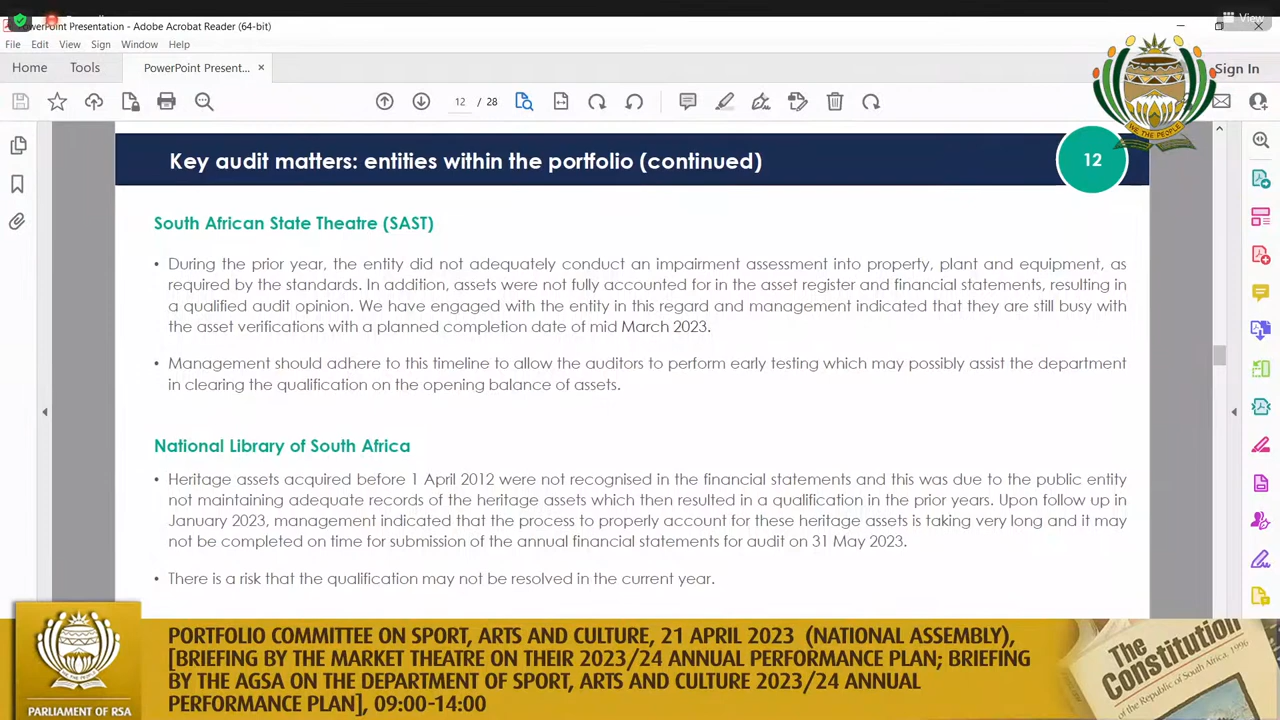 PowerPoint Presentation - Adobe Acrobat Reader (64-bit)
View
File Edit View Sign Window Help
Home Tools PowerPoint Present... × Sign In
12 / 28
WE THE PEOPLE
Key audit matters: entities within the portfolio (continued)
12
South African State Theatre (SAST)
• During the prior year, the entity did not adequately conduct an impairment assessment into property, plant and equipment, as
required by the standards. In addition, assets were not fully accounted for in the asset register and financial statements, resulting in
a qualified audit opinion. We have engaged with the entity in this regard and management indicated that they are still busy with
the asset verifications with a planned completion date of mid March 2023.
• Management should adhere to this timeline to allow the auditors to perform early testing which may possibly assist the department
in clearing the qualification on the opening balance of assets.
National Library of South Africa
• Heritage assets acquired before 1 April 2012 were not recognised in the financial statements and this was due to the public entity
not maintaining adequate records of the heritage assets which then resulted in a qualification in the prior years. Upon follow up in
January 2023, management indicated that the process to properly account for these heritage assets is taking very long and it may
not be completed on time for submission of the annual financial statements for audit on 31 May 2023.
• There is a risk that the qualification may not be resolved in the current year.
PORTFOLIO COMMITTEE ON SPORT, ARTS AND CULTURE, 21 APRIL 2023 (NATIONAL ASSEMBLY),
[BRIEFING BY THE MARKET THEATRE ON THEIR 2023/24 ANNUAL PERFORMANCE PLAN; BRIEFING
BY THE AGSA ON THE DEPARTMENT OF SPORT, ARTS AND CULTURE 2023/24 ANNUAL
PERFORMANCE PLAN], 09:00-14:00
PARLIAMENT OF RSA
The
Constitution
of the Republic of South Africa, 1996